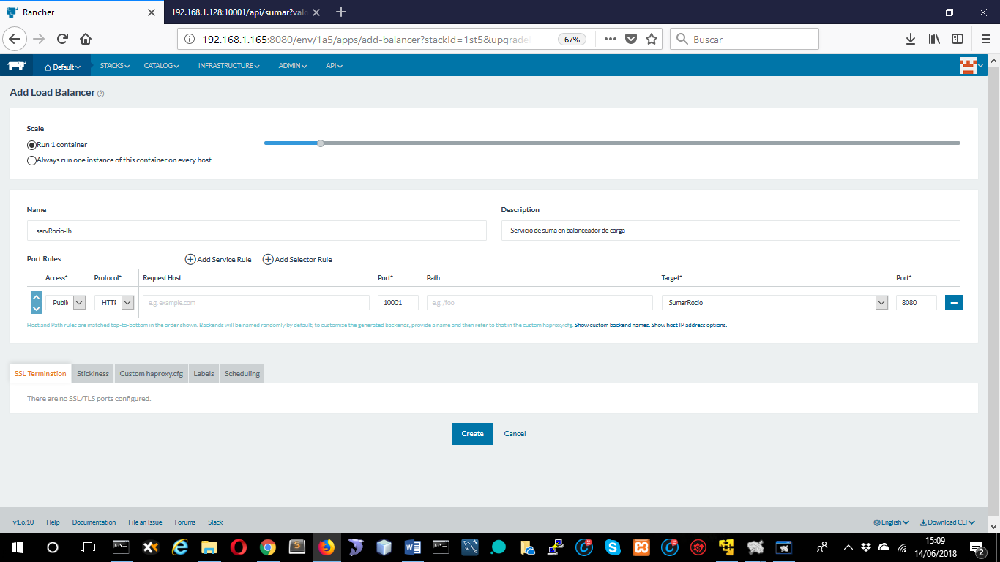 Rancher
192.168.1.128:10001/api/sumar?valo
192.168.1.165:8080/env/1a5/apps/add-balancer?stackId=1st5&upgrade
67%
Buscar
Default
STACKS
CATALOG
INFRASTRUCTURE
ADMIN
API
Add Load Balancer
Scale
Run 1 container
Always run one instance of this container on every host
Name
Description
servRocio-lb
Servicio de suma en balanceador de carga
Port Rules
Add Service Rule
Add Selector Rule
Access*
Protocol*
Request Host
Port*
Path
Target*
Port*
Publi
HTTP
e.g. example.com
10001
e.g. /foo
SumarRocio
8080
Host and Path rules are matched top-to-bottom in the order shown. Backends will be named randomly by default; to customize the generated backends, provide a name and then refer to that in the custom haproxy.cfg. Show custom backend names. Show host IP address options.
SSL Termination
Stickiness
Custom haproxy.cfg
Labels
Scheduling
There are no SSL/TLS ports configured.
Create
Cancel
v1.6.10
Help
Documentation
File an Issue
Forums
Slack
English
Download CLI
15:09
14/06/2018
2